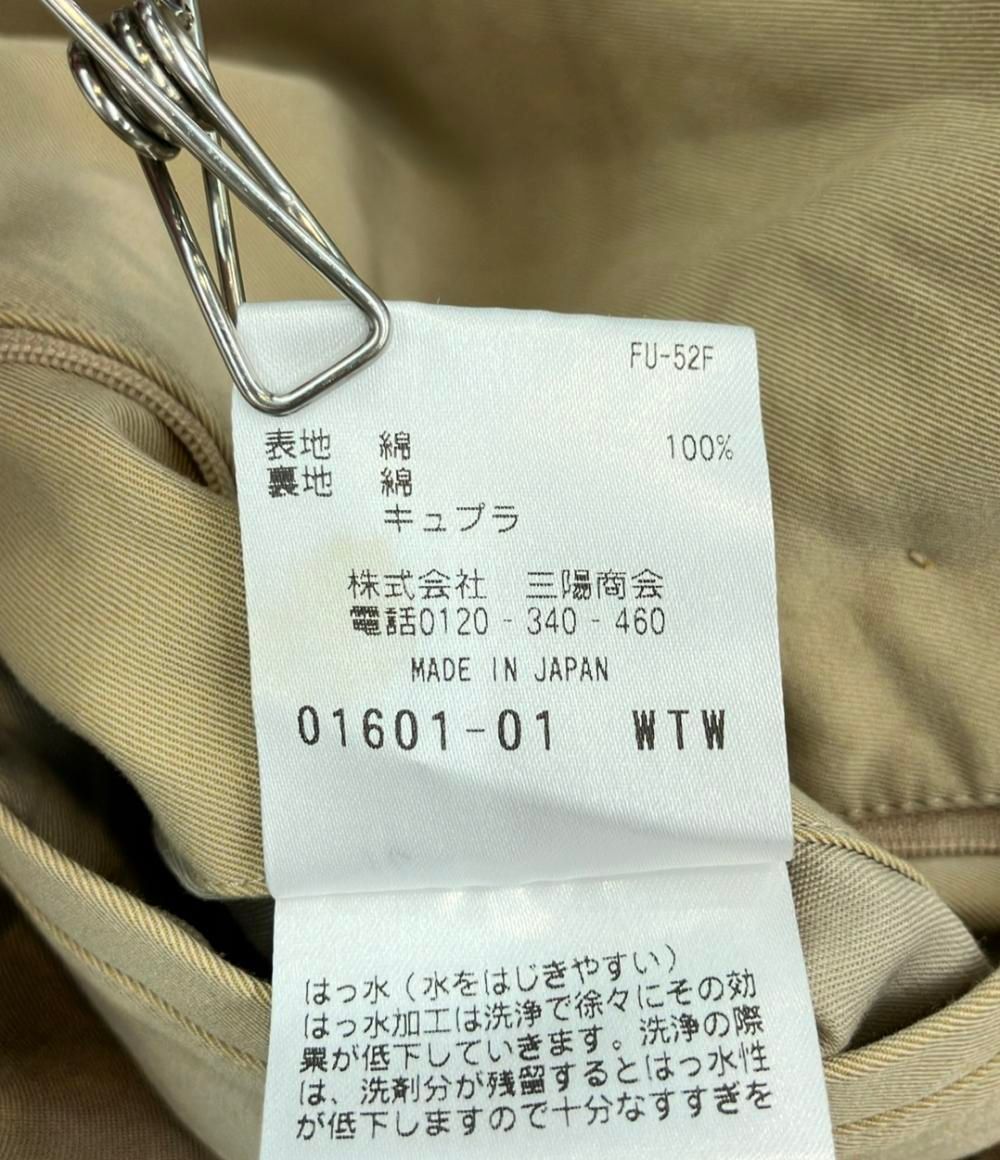 FU-52F
表地 綿 100%
裏地 綿
キュプラ
株式会社 三陽商会
電話0120-340-460
MADE IN JAPAN
01601-01 WTW
はっ水（水をはじきやすい）
はっ水加工は洗浄で徐々にその効
果が低下していきます。洗浄の際
は、洗剤分が残留するとはっ水性
が低下しますので十分なすすぎを